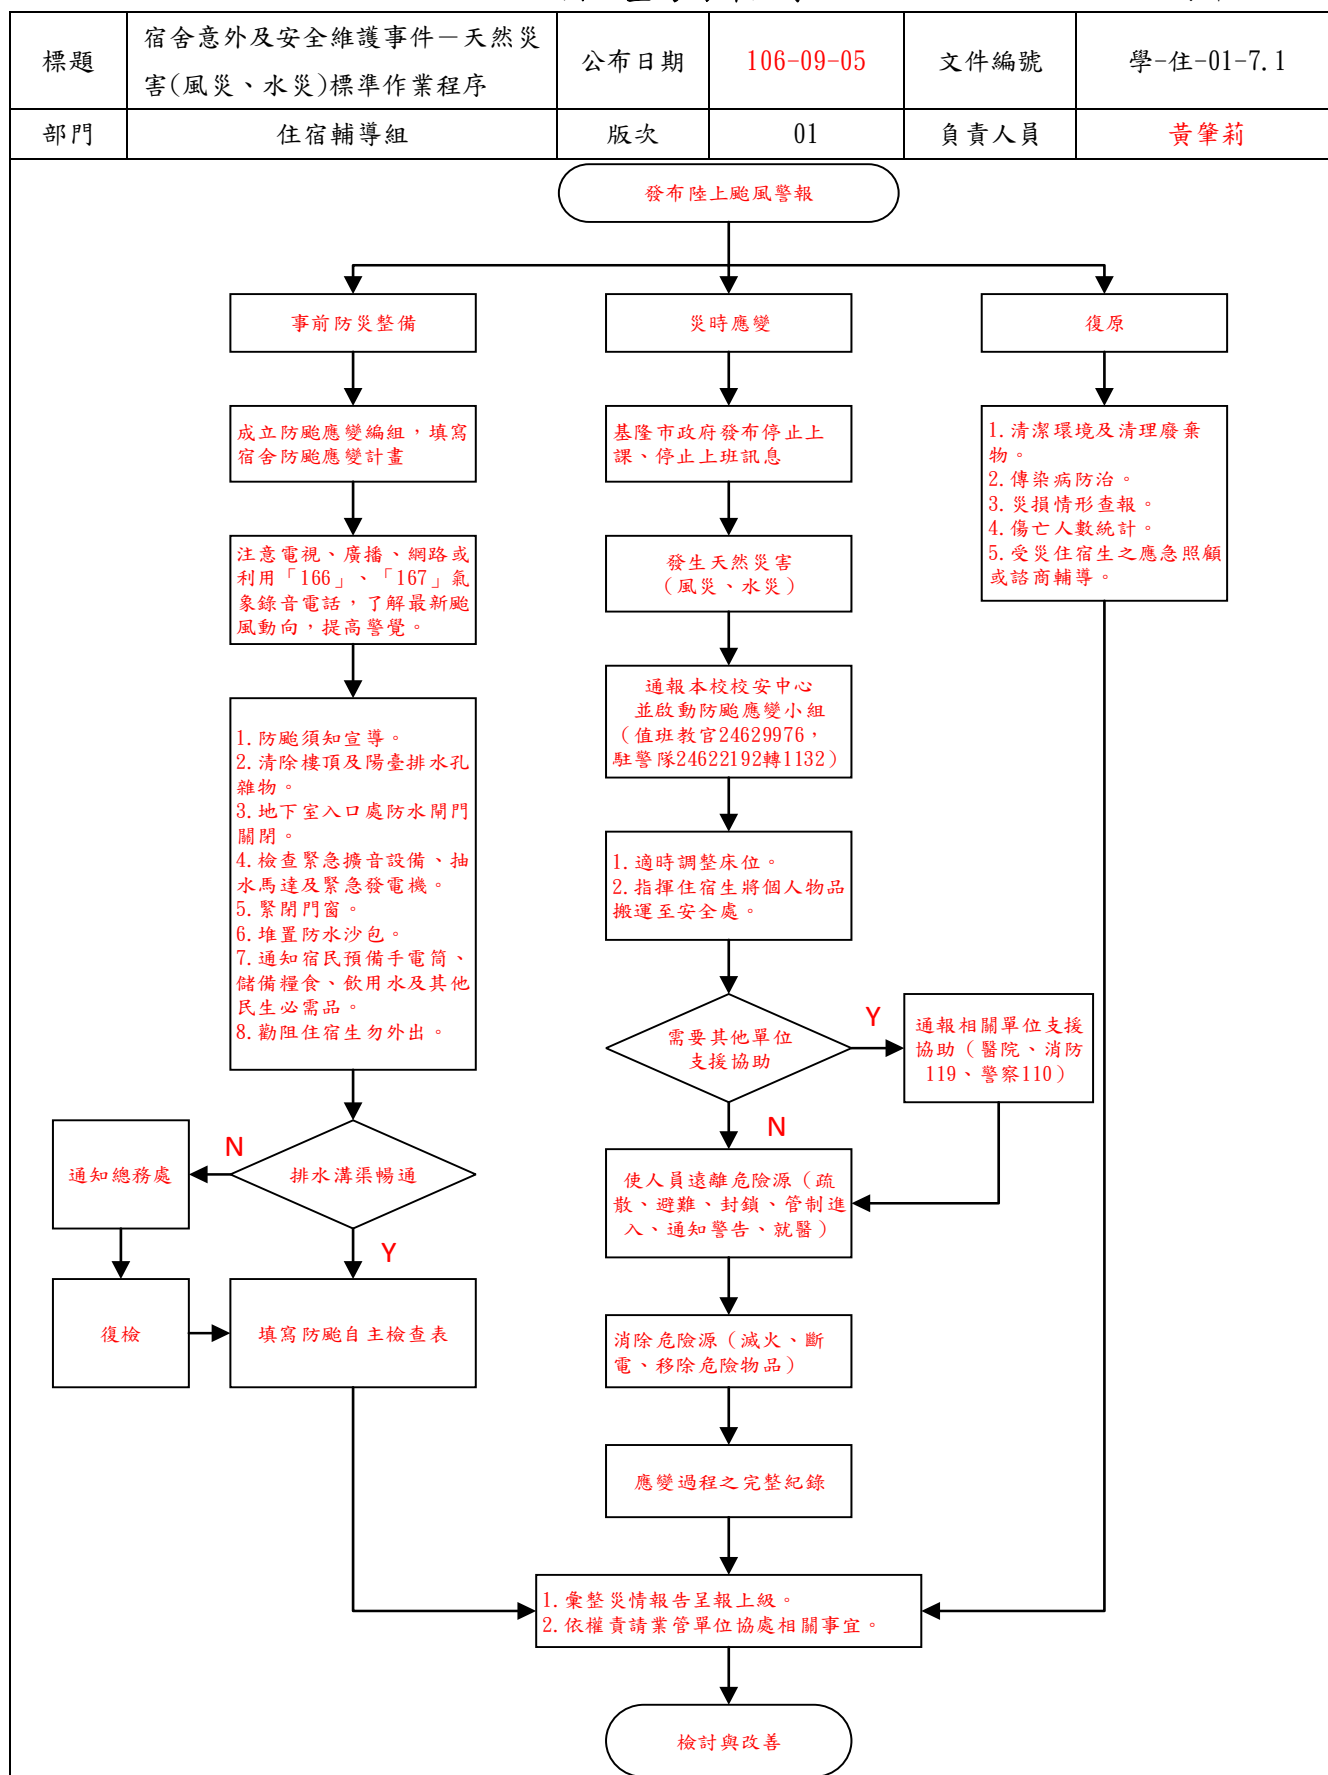 標題
宿舍意外及安全維護事件－天然災
害(風災、水災)標準作業程序
公布日期
106-09-05
文件編號
學-住-01-7.1
部門
住宿輔導組
版次
01
負責人員
黃肇莉
發布陸上颱風警報
事前防災整備
災時應變
復原
成立防颱應變編組，填寫
宿舍防颱應變計畫
基隆市政府發布停止上
課、停止上班訊息
1.清潔環境及清理廢棄
物。
2.傳染病防治。
3.災損情形查報。
4.傷亡人數統計。
5.受災住宿生之應急照顧
或諮商輔導。
注意電視、廣播、網路或
利用「166」、「167」氣
象錄音電話，了解最新颱
風動向，提高警覺。
發生天然災害
（風災、水災）
通報本校校安中心
並啟動防颱應變小組
（值班教官24629976，
駐警隊24622192轉1132）
1.防颱須知宣導。
2.清除樓頂及陽臺排水孔
雜物。
3.地下室入口處防水閘門
關閉。
4.檢查緊急擴音設備、抽
水馬達及緊急發電機。
5.緊閉門窗。
6.堆置防水沙包。
7.通知宿民預備手電筒、
儲備糧食、飲用水及其他
民生必需品。
8.勸阻住宿生勿外出。
1.適時調整床位。
2.指揮住宿生將個人物品
搬運至安全處。
需要其他單位
支援協助
Y
通報相關單位支援
協助（醫院、消防
119、警察110）
N
排水溝渠暢通
N
通知總務處
Y
使人員遠離危險源（疏
散、避難、封鎖、管制進
入、通知警告、就醫）
復檢
填寫防颱自主檢查表
消除危險源（滅火、斷
電、移除危險物品）
應變過程之完整紀錄
1.彙整災情報告呈報上級。
2.依權責請業管單位協處相關事宜。
檢討與改善